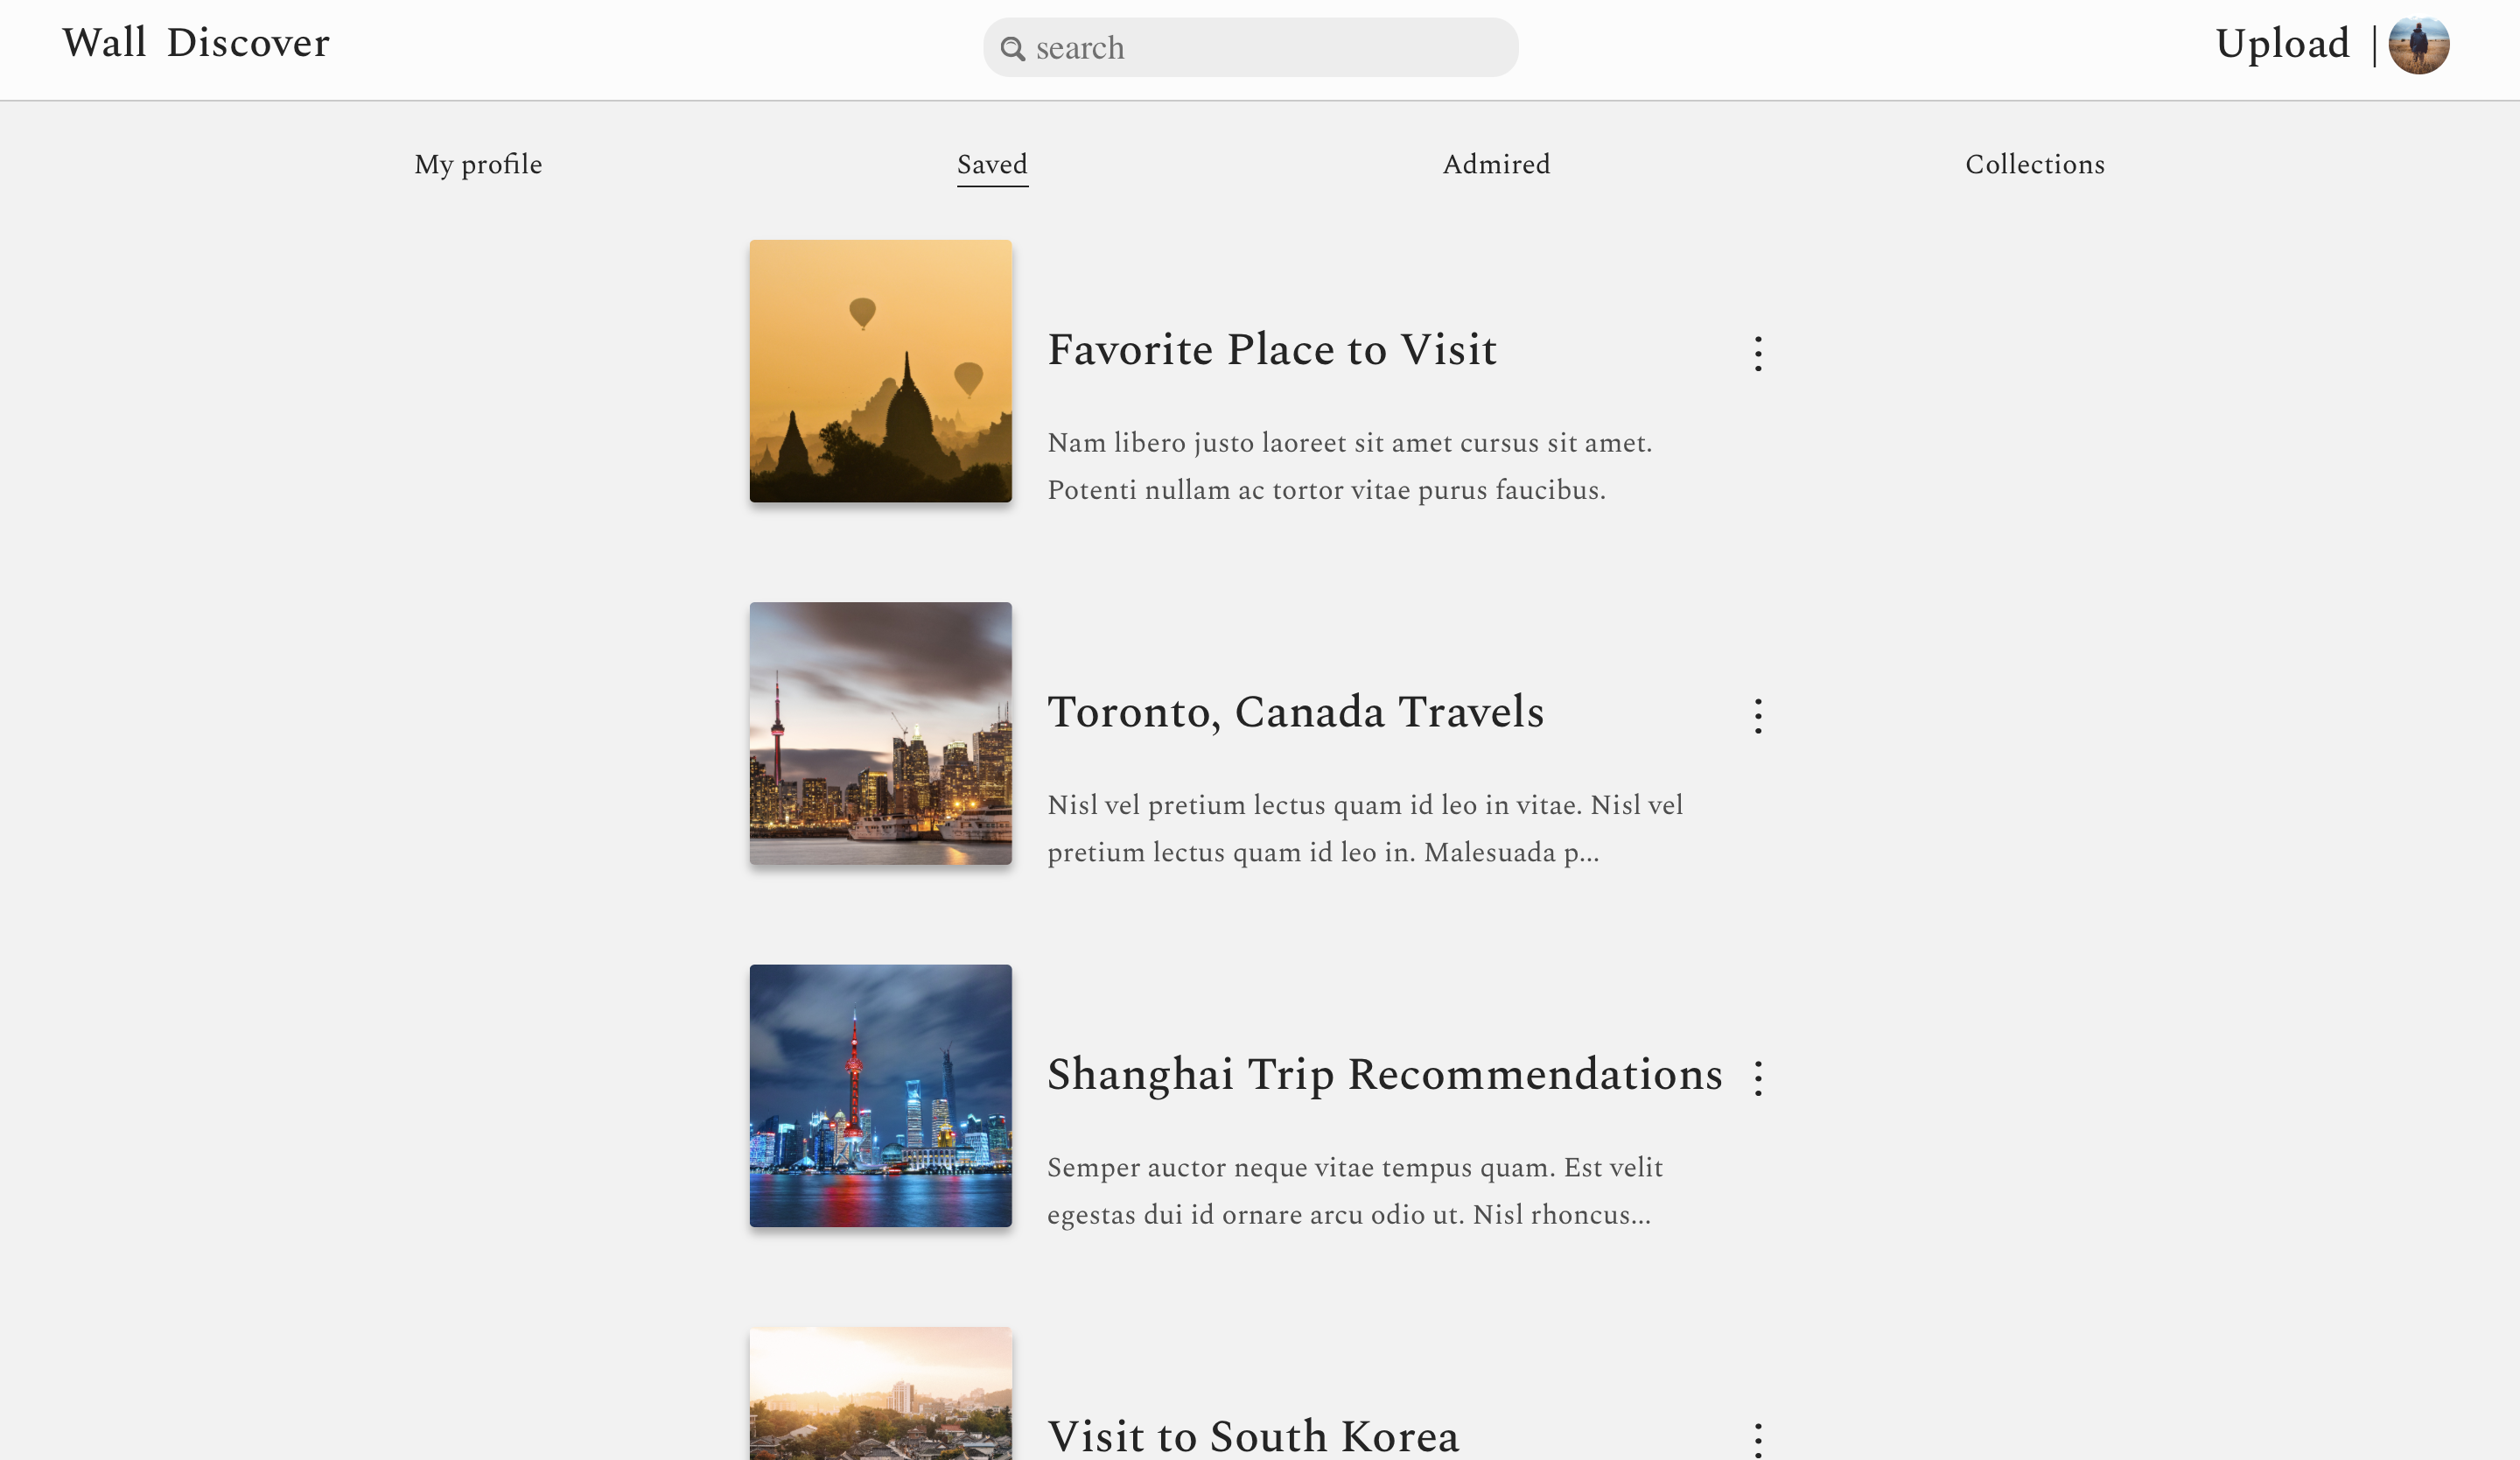 Wall Discover
search
Upload |
My profile
Saved
Admired
Collections
Favorite Place to Visit
Nam libero justo laoreet sit amet cursus sit amet.
Potenti nullam ac tortor vitae purus faucibus.
Toronto, Canada Travels
Nisl vel pretium lectus quam id leo in vitae. Nisl vel
pretium lectus quam id leo in. Malesuada p...
Shanghai Trip Recommendations
Semper auctor neque vitae tempus quam. Est velit
egestas dui id ornare arcu odio ut. Nisl rhoncus...
Visit to South Korea